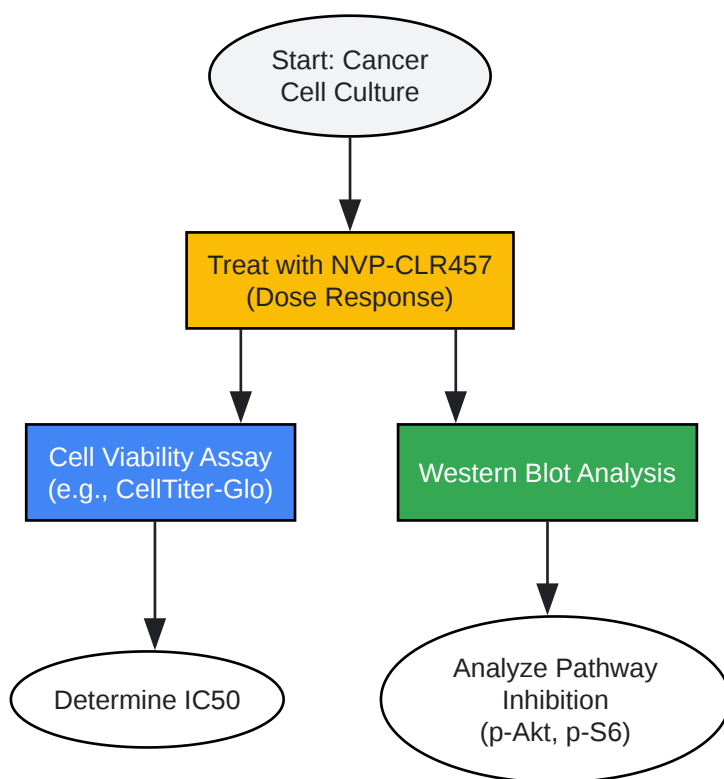 Start: Cancer
Cell Culture
Treat with NVP-CLR457
(Dose Response)
Cell Viability Assay
(e.g., CellTiter-Glo)
Western Blot Analysis
Determine IC50
Analyze Pathway
Inhibition
(p-Akt, p-S6)